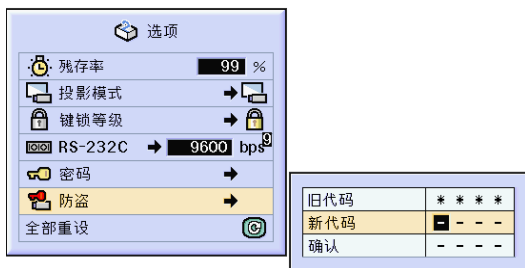 选项
残存率 99 %
投影模式
键锁等级
RS-232C 9600 bps 9
密码
防盗
全部重设
旧代码 * * * *
新代码 - - - -
确认 - - - -